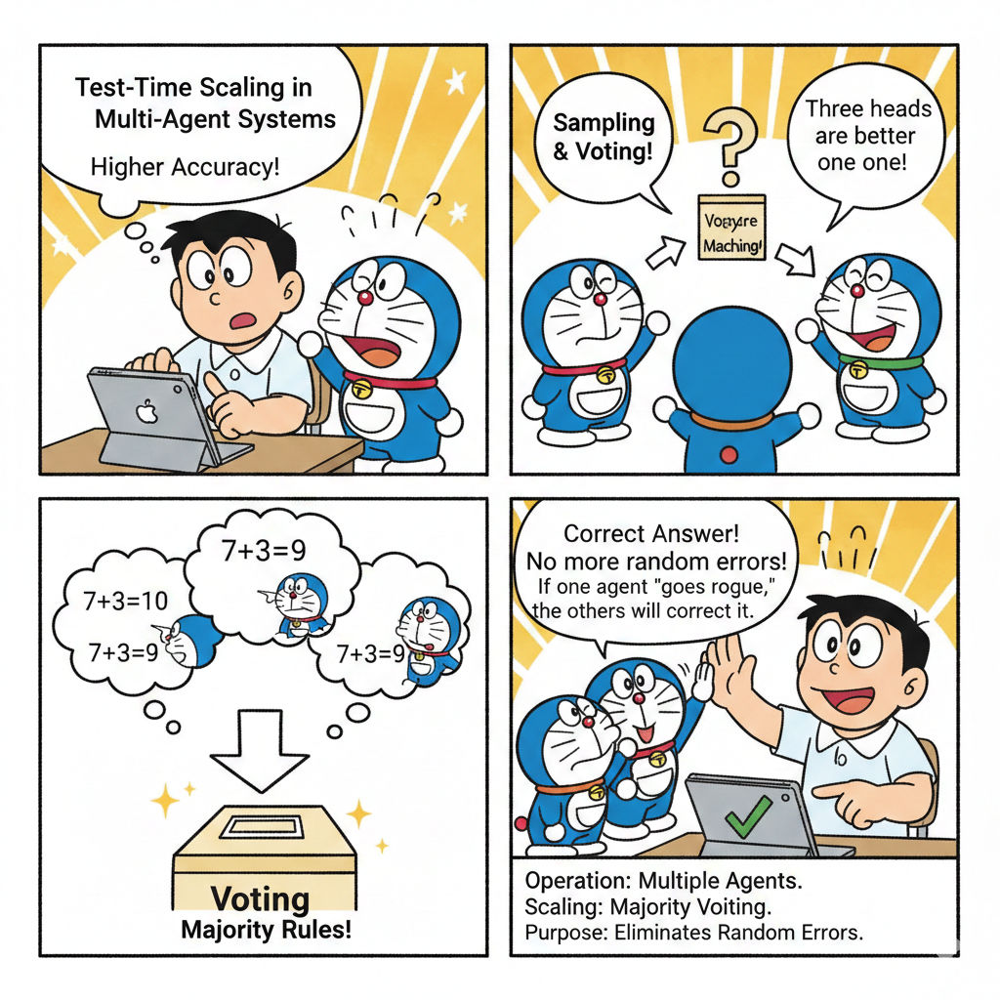 Test-Time Scaling in
Multi-Agent Systems
Higher Accuracy!
Sampling
& Voting!
Three heads
are better
one one!
Maching!
7+3=9
7+3=10
7+3=9
7+3=9
Voting
Majority Rules!
Correct Answer!
No more random errors!
If one agent "goes rogue,"
the others will correct it.
Operation: Multiple Agents.
Scaling: Majority Voiting.
Purpose: Eliminates Random Errors.